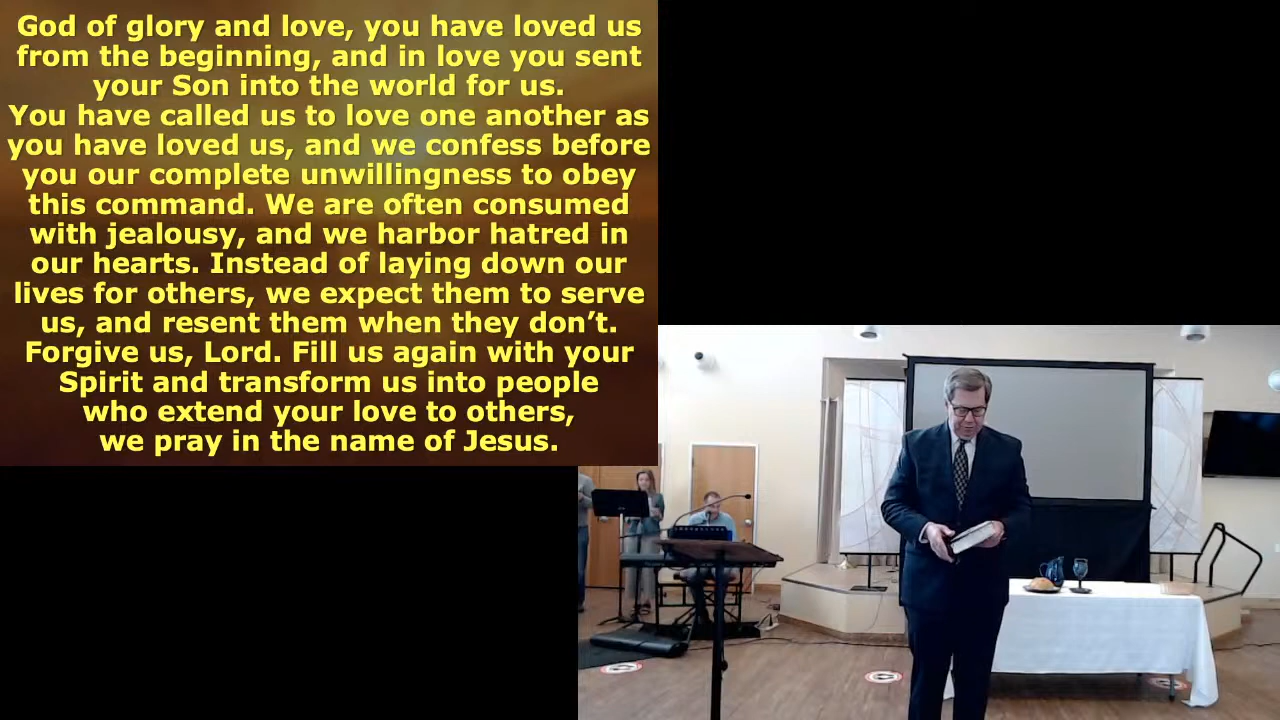 God of glory and love, you have loved us
from the beginning, and in love you sent
your Son into the world for us.
You have called us to love one another as
you have loved us, and we confess before
you our complete unwillingness to obey
this command. We are often consumed
with jealousy, and we harbor hatred in
our hearts. Instead of laying down our
lives for others, we expect them to serve
us, and resent them when they don’t.
Forgive us, Lord. Fill us again with your
Spirit and transform us into people
who extend your love to others,
we pray in the name of Jesus.